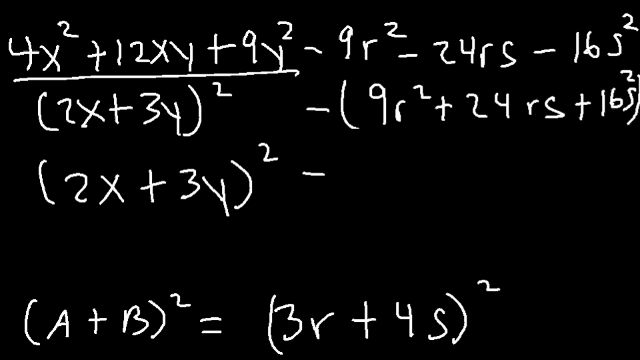 4x² + 12xy + 9y² - 9r² - 24rs - 16s²
(2x + 3y)² - (9r² + 24rs + 16s²)
(2x + 3y)² -
(A + B)² = (3r + 4s)²